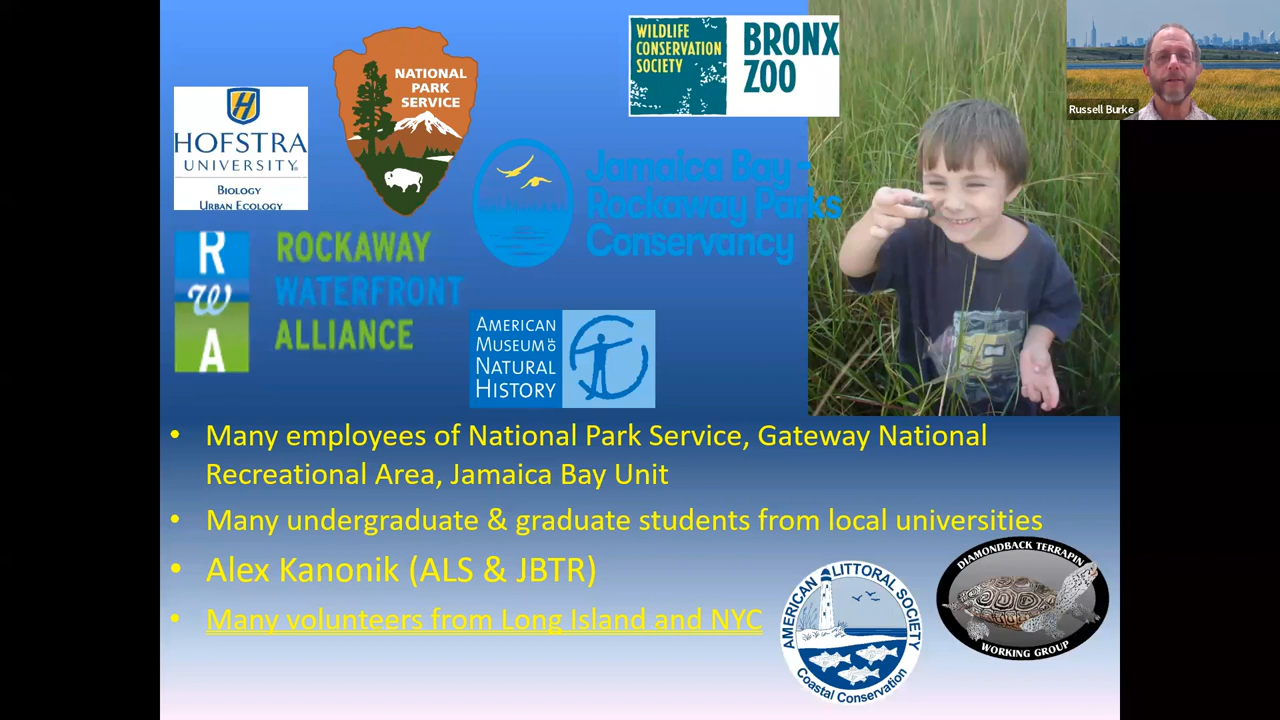 HOFSTRA
UNIVERSITY®
BIOLOGY
URBAN ECOLOGY
NATIONAL
PARK
SERVICE
WILDLIFE
CONSERVATION
SOCIETY
BRONX
ZOO
Russell Burke
Jamaica Bay -
Rockaway Parks
Conservancy
R
W
A
ROCKAWAY
WATERFRONT
ALLIANCE
AMERICAN
MUSEUM OF
NATURAL
HISTORY
• Many employees of National Park Service, Gateway National
Recreational Area, Jamaica Bay Unit
• Many undergraduate & graduate students from local universities
• Alex Kanonik (ALS & JBTR)
• Many volunteers from Long Island and NYC
AMERICAN LITTORAL SOCIETY
Coastal Conservation
DIAMONDBACK TERRAPIN
WORKING GROUP